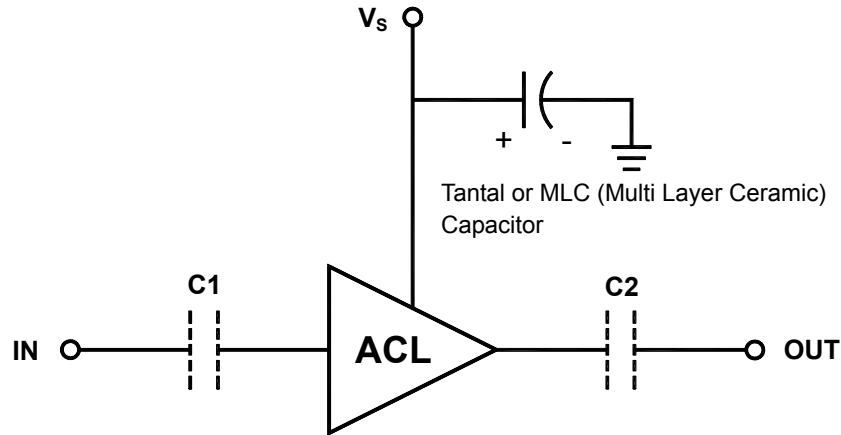 Vₛ
+ -
Tantal or MLC (Multi Layer Ceramic)
Capacitor
C1
C2
IN
ACL
OUT